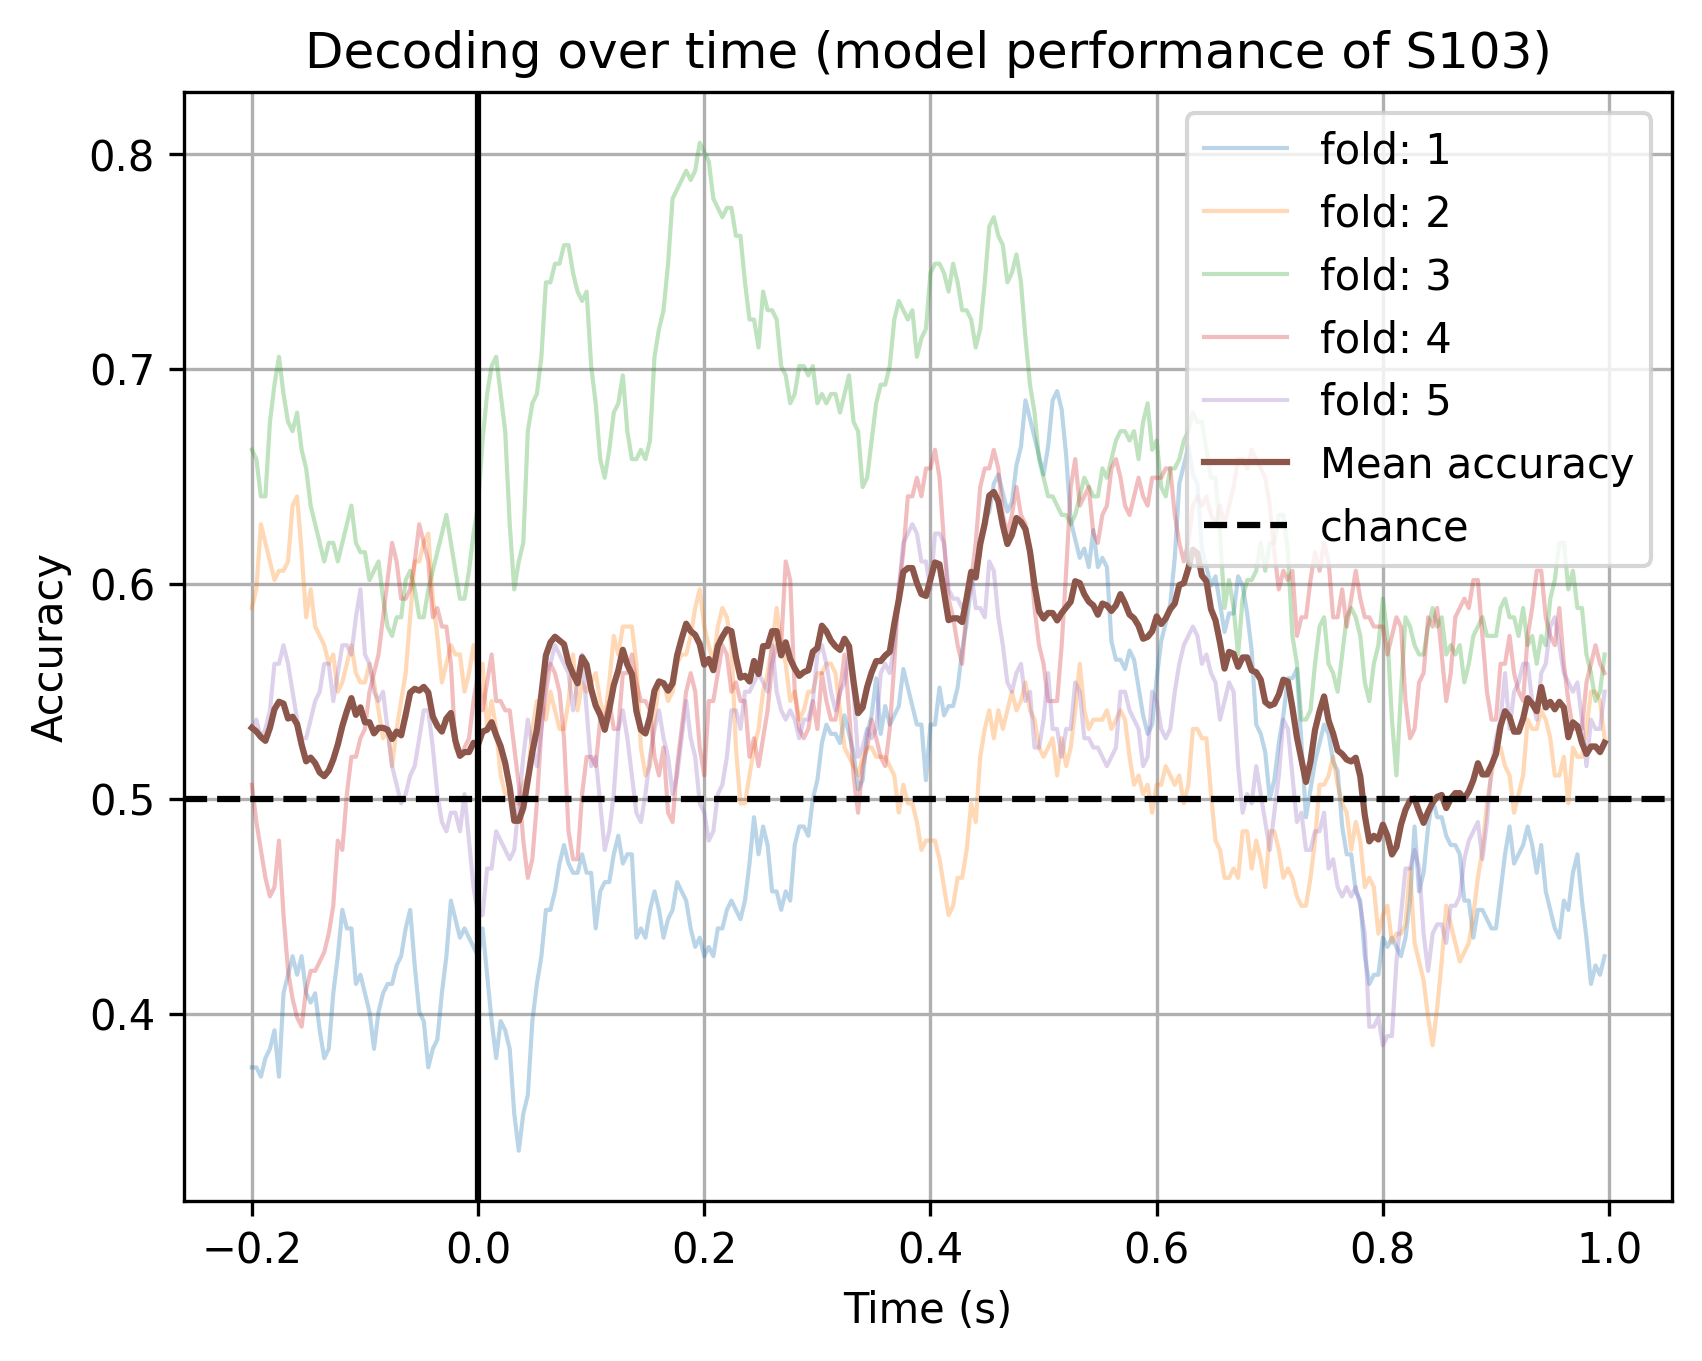 Decoding over time (model performance of S103)
0.8
0.7
0.6
0.5
0.4
Accuracy
fold: 1
fold: 2
fold: 3
fold: 4
fold: 5
Mean accuracy
chance
−0.2 0.0 0.2 0.4 0.6 0.8 1.0
Time (s)